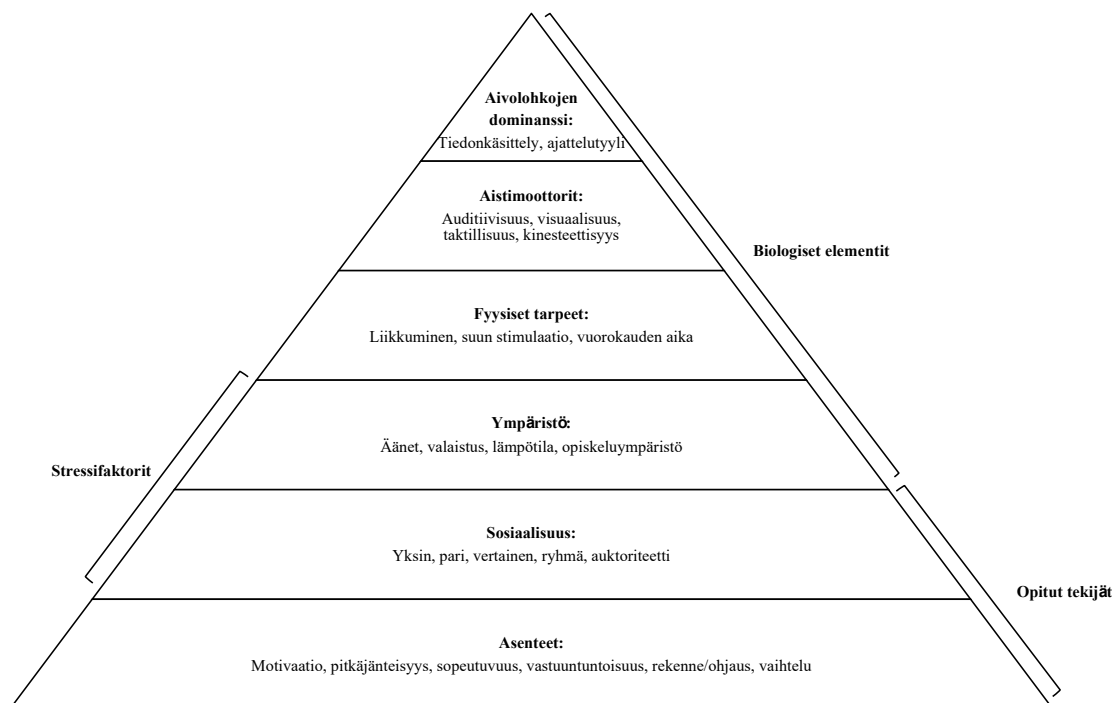 Aivolohkojen
dominanssi:
Tiedonkäsittely, ajattelutyyli
Aistimoottorit:
Auditiivisuus, visuaalisuus,
taktillisuus, kinesteettisyys
Biologiset elementit
Fyysiset tarpeet:
Liikkuminen, suun stimulaatio, vuorokauden aika
Ympäristö:
Äänet, valaistus, lämpötila, opiskeluympäristö
Stressifaktorit
Sosiaalisuus:
Yksin, pari, vertainen, ryhmä, auktoriteetti
Opitut tekijät
Asenteet:
Motivaatio, pitkäjänteisyys, sopeutuvuus, vastuuntuntoisuus, rekenne/ohjaus, vaihtelu